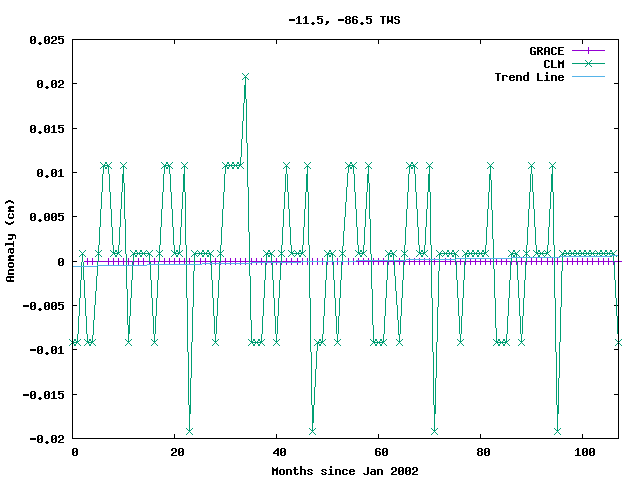 -11.5, -86.5 TWS
GRACE
CLM
Trend Line
0.025
0.02
0.015
0.01
0.005
0
-0.005
-0.01
-0.015
-0.02
Anomaly (cm)
0 20 40 60 80 100
Months since Jan 2002